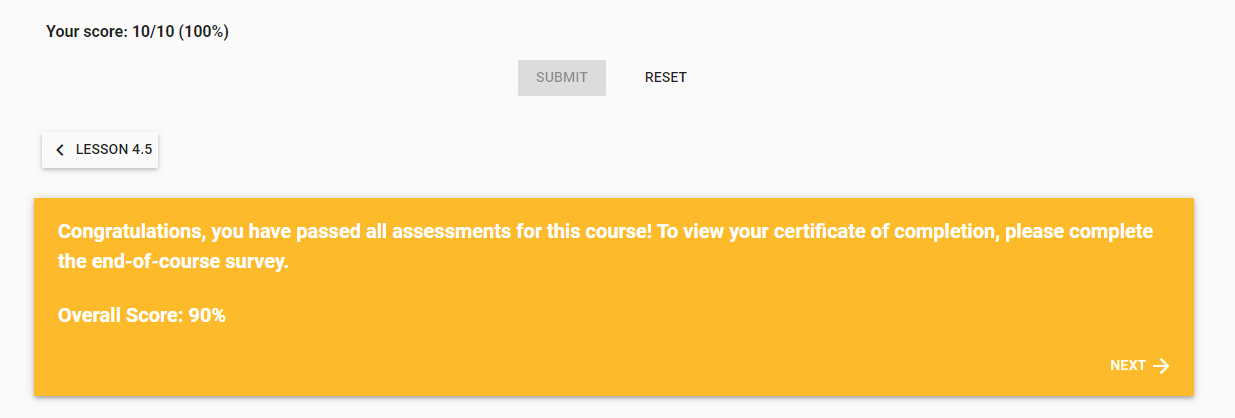 Your score: 10/10 (100%)
SUBMIT RESET
LESSON 4.5
Congratulations, you have passed all assessments for this course! To view your certificate of completion, please complete
the end-of-course survey.
Overall Score: 90%
NEXT